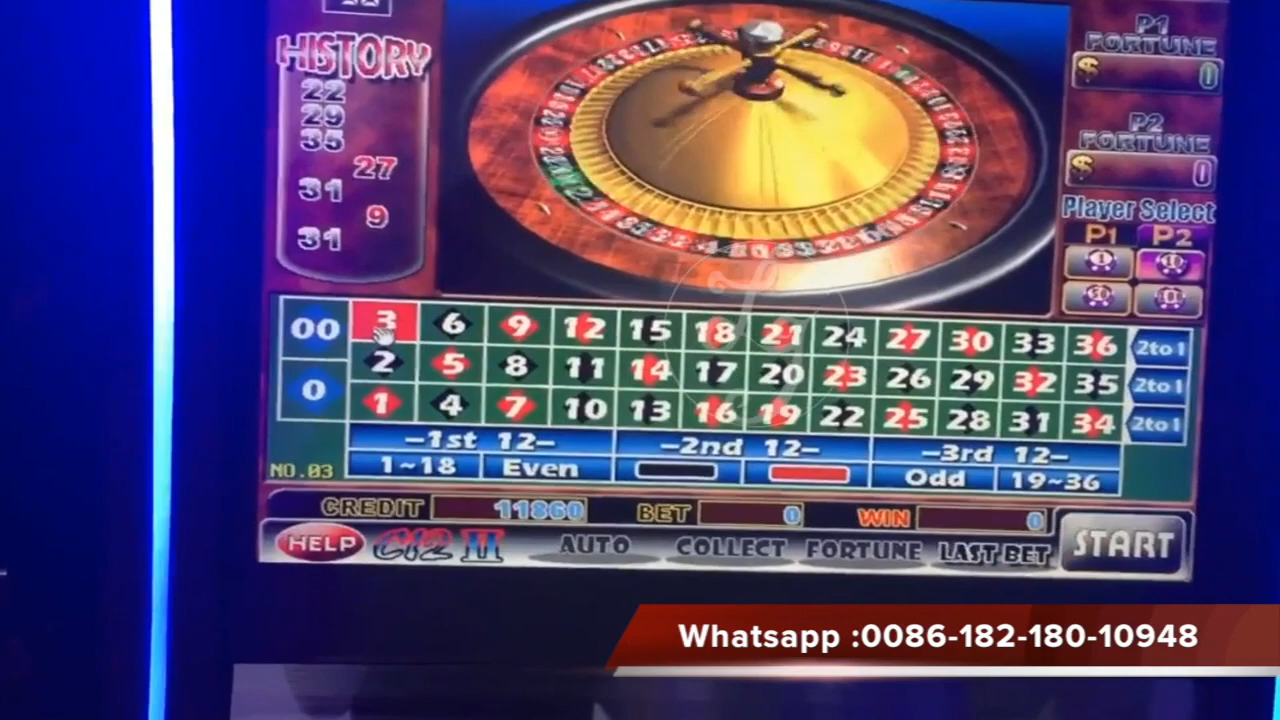 HISTORY
22
29
35
27
31
9
31
P1
FORTUNE
$ 0
P2
FORTUNE
$ 0
Player Select
P1 P2
1 10
00 3 6 9 12 15 18 21 24 27 30 33 36 2to1
2 5 8 11 14 17 20 23 26 29 32 35 2to1
0 1 4 7 10 13 16 19 22 25 28 31 34 2to1
-1st 12- -2nd 12- -3rd 12-
NO.03 1~18 Even Odd 19~36
CREDIT 11860 BET 0 WIN 0
HELP II AUTO COLLECT FORTUNE LAST BET START
Whatsapp :0086-182-180-10948